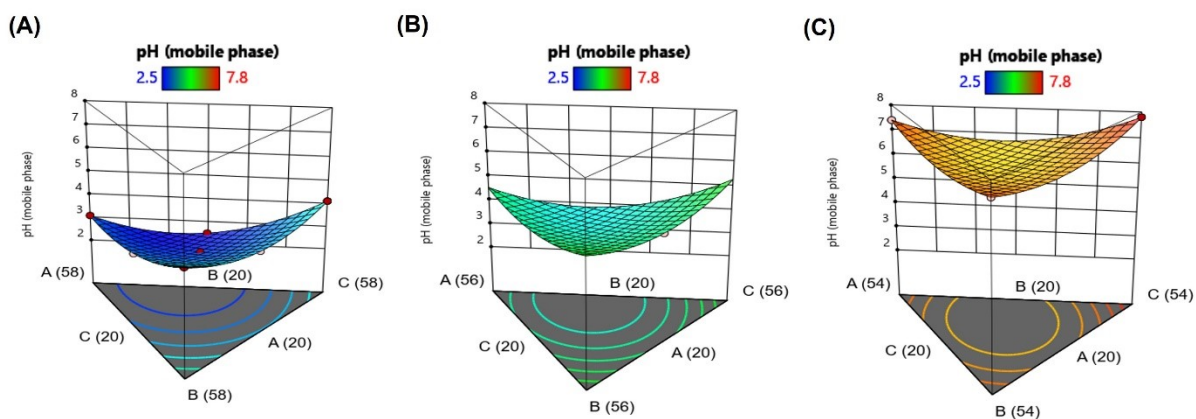 (A)
pH (mobile phase)
2.5 7.8
8
7
6
5
4
3
2
pH (mobile phase)
A (58)
B (20)
C (58)
C (20)
A (20)
B (58)
(B)
pH (mobile phase)
2.5 7.8
8
7
6
5
4
3
2
pH (mobile phase)
A (56)
B (20)
C (56)
C (20)
A (20)
B (56)
(C)
pH (mobile phase)
2.5 7.8
8
7
6
5
4
3
2
pH (mobile phase)
A (54)
B (20)
C (54)
C (20)
A (20)
B (54)